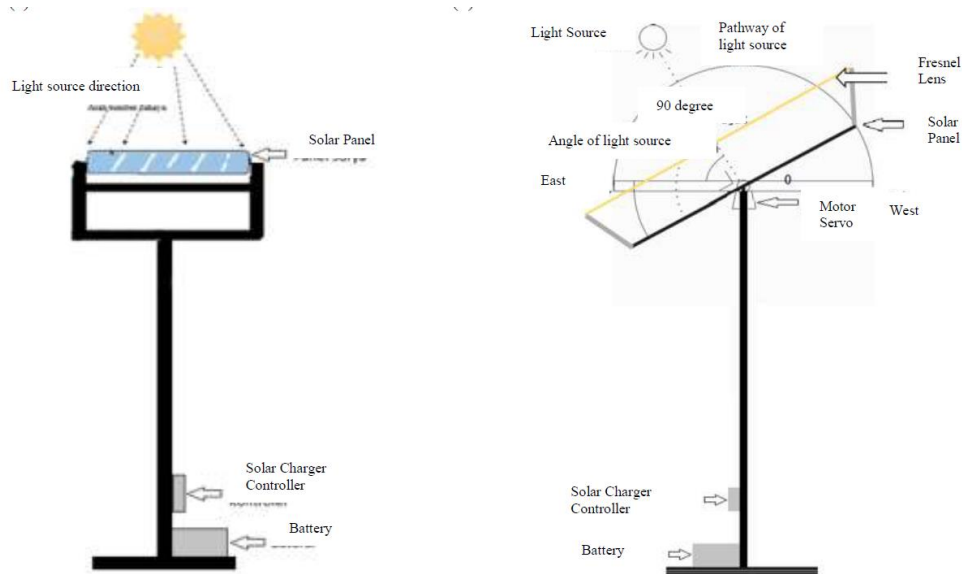 Light source direction
Solar Panel
Solar Charger
Controller
Battery
Light Source
Pathway of
light source
Fresnel
Lens
90 degree
Solar
Panel
Angle of light source
East
0
Motor
Servo
West
Solar Charger
Controller
Battery